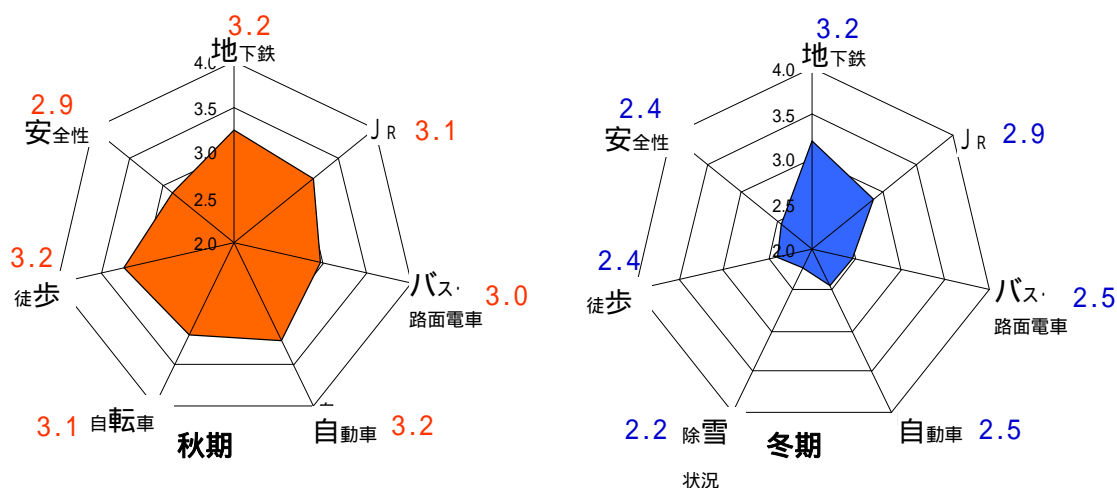 3.2
地下鉄
4.0
3.5
3.0
2.5
2.0
2.9
安全性
JR 3.1
3.2
徒歩
バス・ 3.0
路面電車
3.1 自転車
自動車 3.2
秋期
3.2
地下鉄
4.0
3.5
3.0
2.5
2.0
2.4
安全性
JR 2.9
2.4
徒歩
バス・ 2.5
路面電車
2.2 除雪
状況
自動車 2.5
冬期